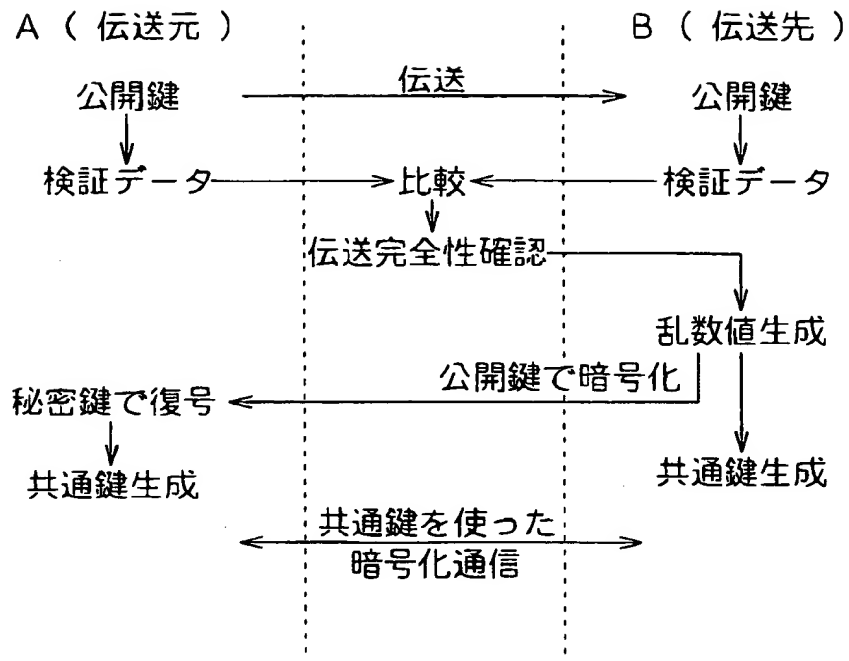 A（伝送元） B（伝送先）
公開鍵 伝送 公開鍵
検証データ 比較 検証データ
伝送完全性確認
乱数値生成
公開鍵で暗号化
秘密鍵で復号
共通鍵生成 共通鍵生成
共通鍵を使った
暗号化通信